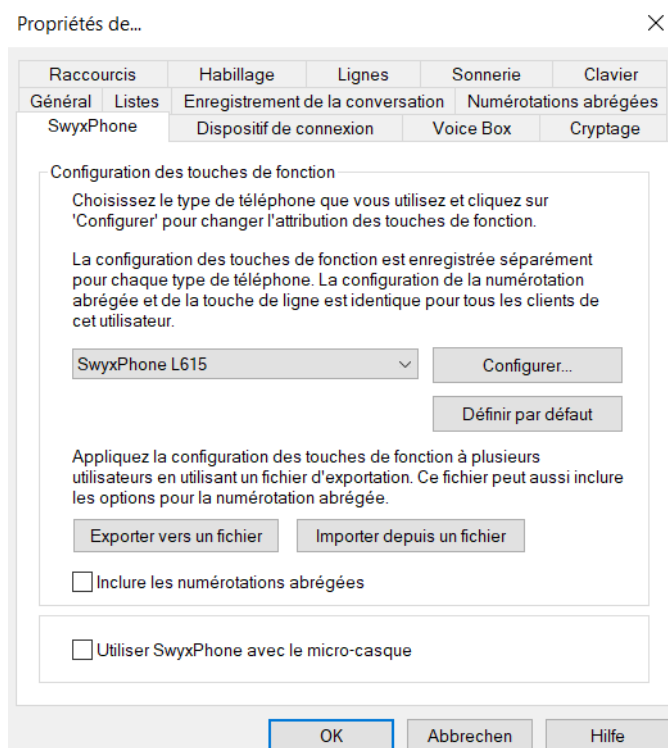 Propriétés de...
Raccourcis Habillage Lignes Sonnerie Clavier
Général Listes Enregistrement de la conversation Numérotations abrégées
SwyxPhone Dispositif de connexion Voice Box Cryptage
Configuration des touches de fonction
Choisissez le type de téléphone que vous utilisez et cliquez sur
'Configurer' pour changer l'attribution des touches de fonction.
La configuration des touches de fonction est enregistrée séparément
pour chaque type de téléphone. La configuration de la numérotation
abrégée et de la touche de ligne est identique pour tous les clients de
cet utilisateur.
SwyxPhone L615 Configurer...
Définir par défaut
Appliquez la configuration des touches de fonction à plusieurs
utilisateurs en utilisant un fichier d'exportation. Ce fichier peut aussi inclure
les options pour la numérotation abrégée.
Exporter vers un fichier Importer depuis un fichier
Inclure les numérotations abrégées
Utiliser SwyxPhone avec le micro-casque
OK Abbrechen Hilfe